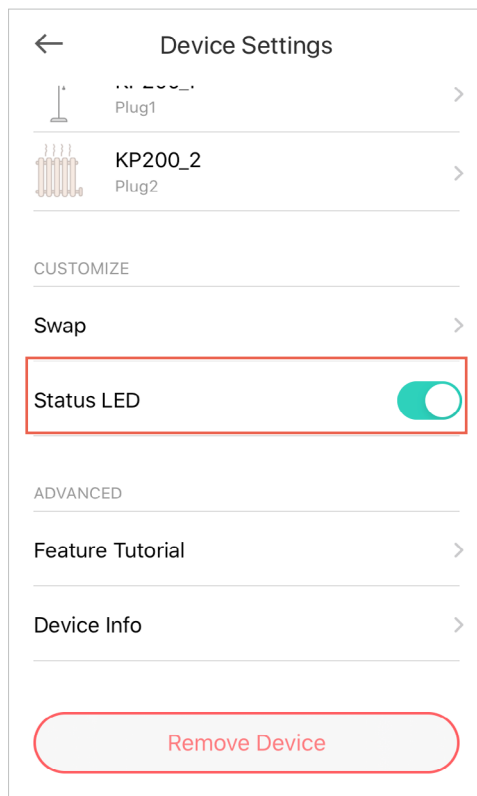 Device Settings
Plug1
KP200_2
Plug2
CUSTOMIZE
Swap
Status LED
ADVANCED
Feature Tutorial
Device Info
Remove Device